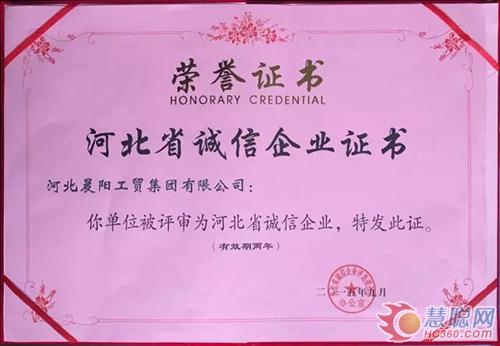 荣誉证书
HONORARY CREDENTIAL
河北省诚信企业证书
河北晨阳工贸集团有限公司：
你单位被评审为河北省诚信企业，特发此证。
（有效期两年）
二〇一五年九月
办公室
慧聪网
HC360.com